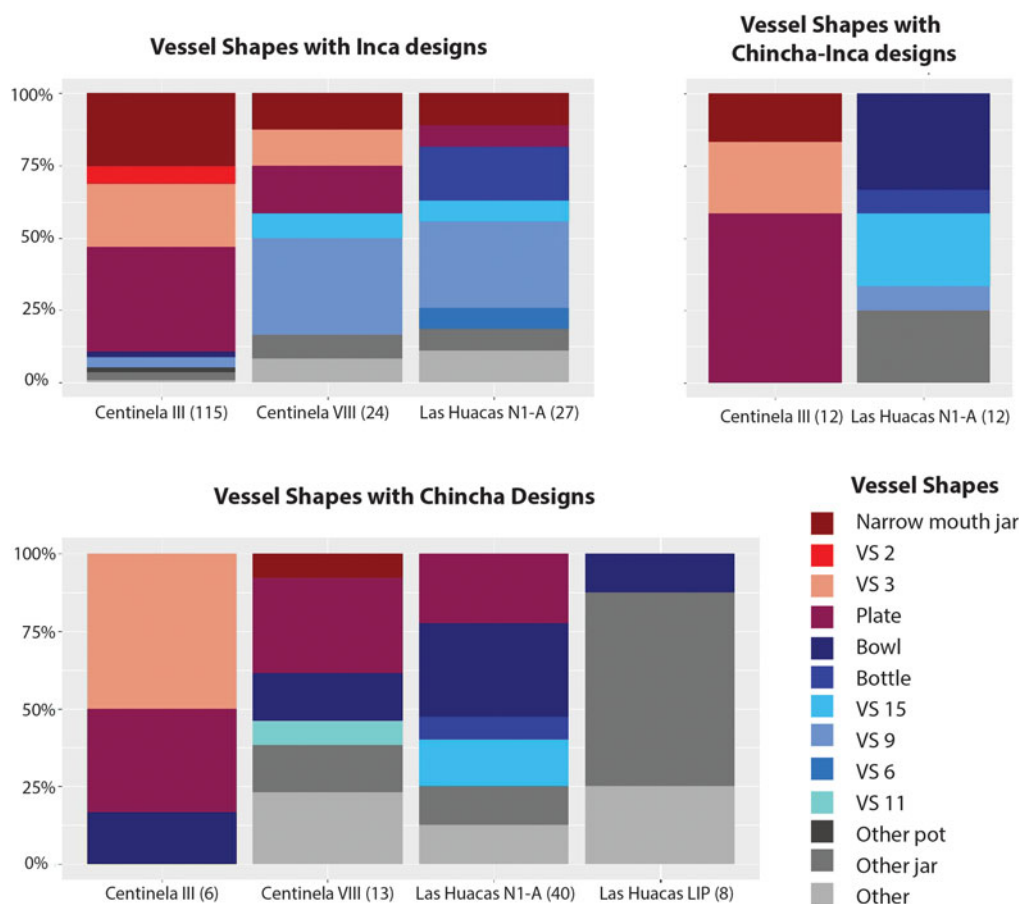 Vessel Shapes with Inca designs
100%
75%
50%
25%
0%
Centinela III (115)
Centinela VIII (24)
Las Huacas N1-A (27)
Vessel Shapes with
Chincha-Inca designs
Centinela III (12)
Las Huacas N1-A (12)
Vessel Shapes with Chincha Designs
100%
75%
50%
25%
0%
Centinela III (6)
Centinela VIII (13)
Las Huacas N1-A (40)
Las Huacas LIP (8)
Vessel Shapes
Narrow mouth jar
VS 2
VS 3
Plate
Bowl
Bottle
VS 15
VS 9
VS 6
VS 11
Other pot
Other jar
Other